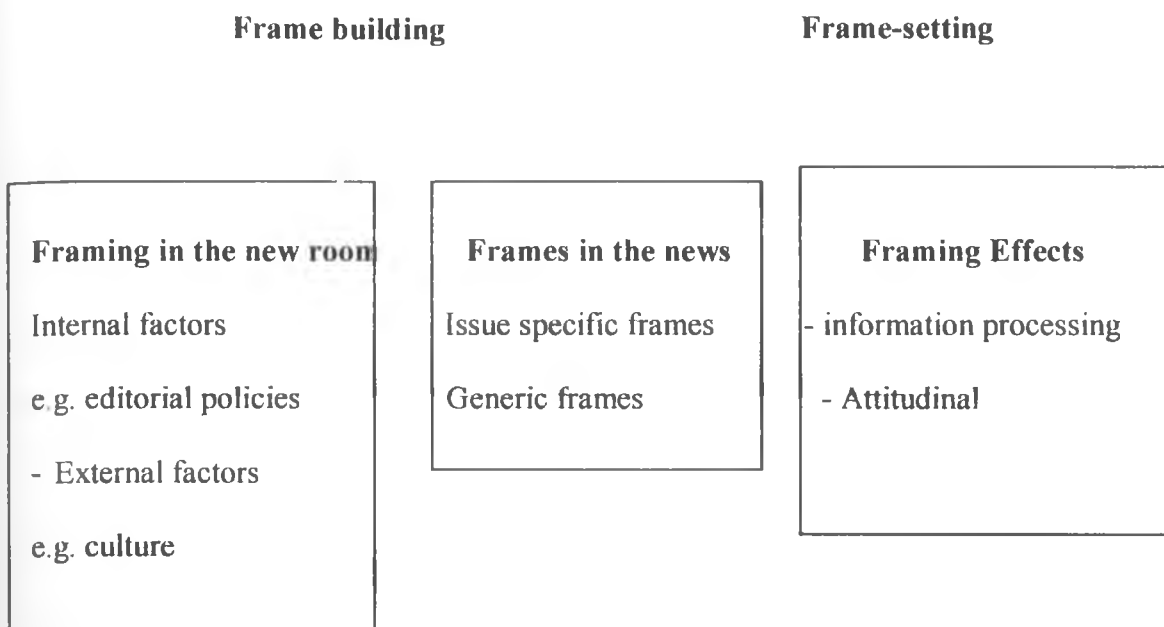 Frame building
Frame-setting
Framing in the new room
Internal factors
e.g. editorial policies
- External factors
e.g. culture
Frames in the news
Issue specific frames
Generic frames
Framing Effects
- information processing
- Attitudinal